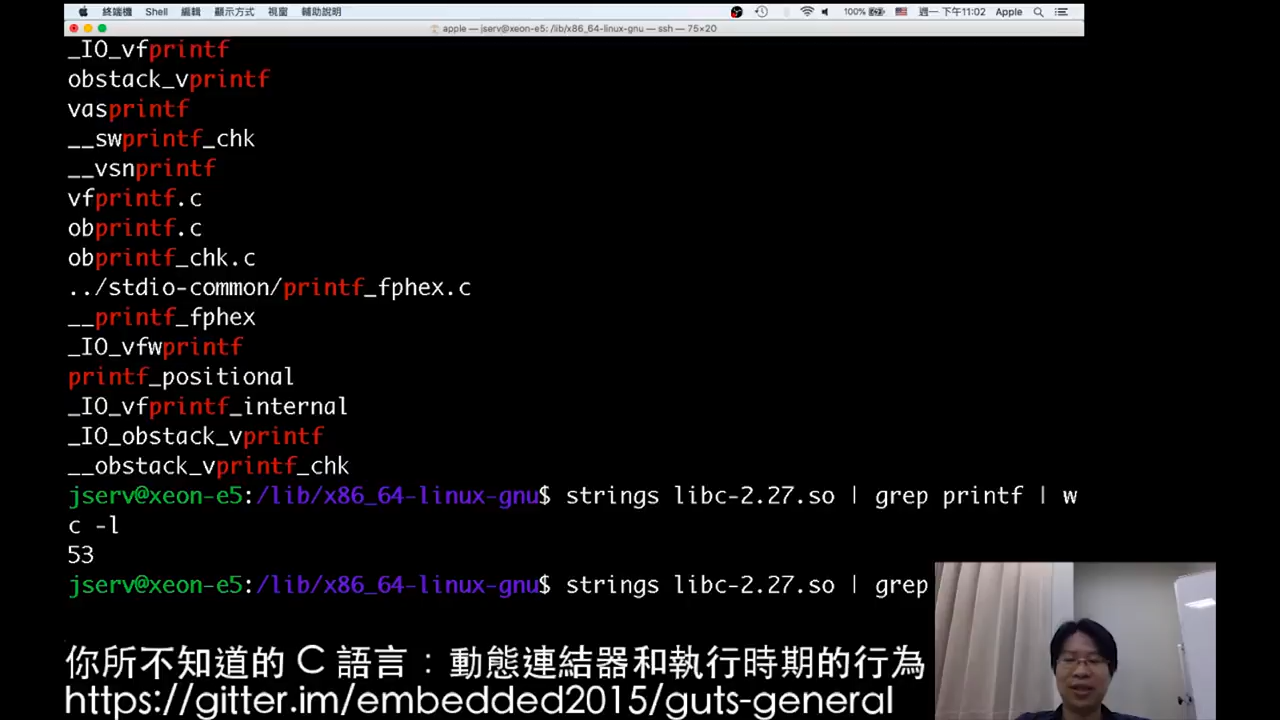 終端機 Shell 編輯 顯示方式 視窗 輔助說明 100% 週一 下午11:02 Apple
apple — jserv@xeon-e5: /lib/x86_64-linux-gnu — ssh — 75×20
_IO_vfprintf
obstack_vprintf
vasprintf
__swprintf_chk
__vsnprintf
vfprintf.c
obprintf.c
obprintf_chk.c
../stdio-common/printf_fphex.c
__printf_fphex
_IO_vfwprintf
printf_positional
_IO_vfprintf_internal
_IO_obstack_vprintf
__obstack_vprintf_chk
jserv@xeon-e5:/lib/x86_64-linux-gnu$ strings libc-2.27.so | grep printf | w
c -l
53
jserv@xeon-e5:/lib/x86_64-linux-gnu$ strings libc-2.27.so | grep
你所不知道的 C 語言：動態連結器和執行時期的行為
https://gitter.im/embedded2015/guts-general